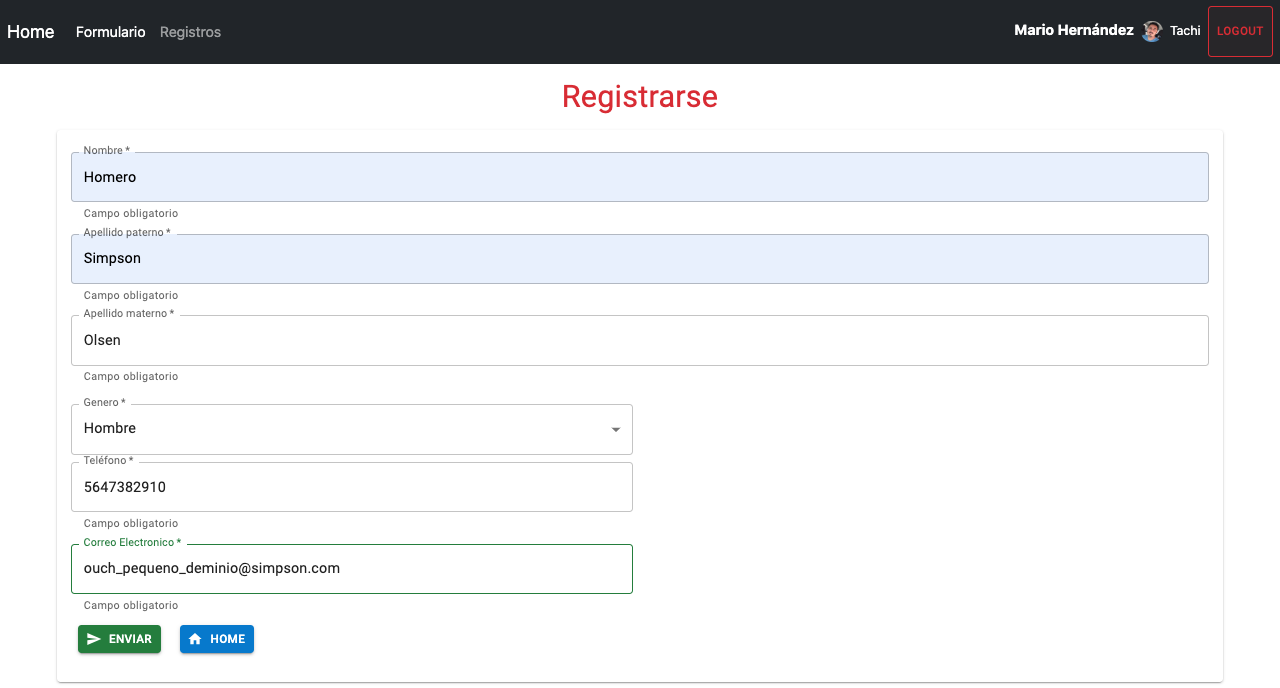 Home Formulario Registros Mario Hernández Tachi LOGOUT
Registrarse
Nombre *
Homero
Campo obligatorio
Apellido paterno *
Simpson
Campo obligatorio
Apellido materno *
Olsen
Campo obligatorio
Genero *
Hombre
Teléfono *
5647382910
Campo obligatorio
Correo Electronico *
ouch_pequeno_deminio@simpson.com
Campo obligatorio
ENVIAR HOME